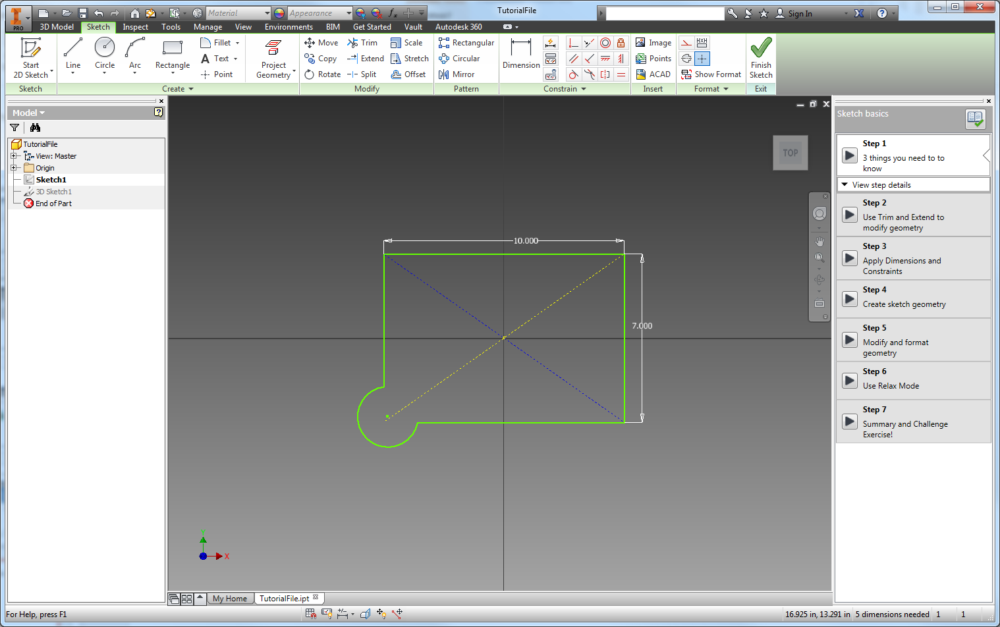 TutorialFile
Material
Appearance
Sign In
PRO
3D Model Sketch Inspect Tools Manage View Environments BIM Get Started Vault Autodesk 360
Start
2D Sketch
Line
Circle
Arc
Rectangle
Fillet
Text
Point
Project
Geometry
Move
Copy
Rotate
Trim
Extend
Split
Scale
Stretch
Offset
Rectangular
Circular
Mirror
Dimension
Image
Points
ACAD
Show Format
Finish
Sketch
Sketch
Create
Modify
Pattern
Constrain
Insert
Format
Exit
Model
TutorialFile
View: Master
Origin
Sketch1
3D Sketch1
End of Part
TOP
10.000
7.000
Y
X
Sketch basics
Step 1
3 things you need to to
know
View step details
Step 2
Use Trim and Extend to
modify geometry
Step 3
Apply Dimensions and
Constraints
Step 4
Create sketch geometry
Step 5
Modify and format
geometry
Step 6
Use Relax Mode
Step 7
Summary and Challenge
Exercise!
My Home
TutorialFile.ipt
For Help, press F1
16.925 in, 13.291 in 5 dimensions needed 1 1